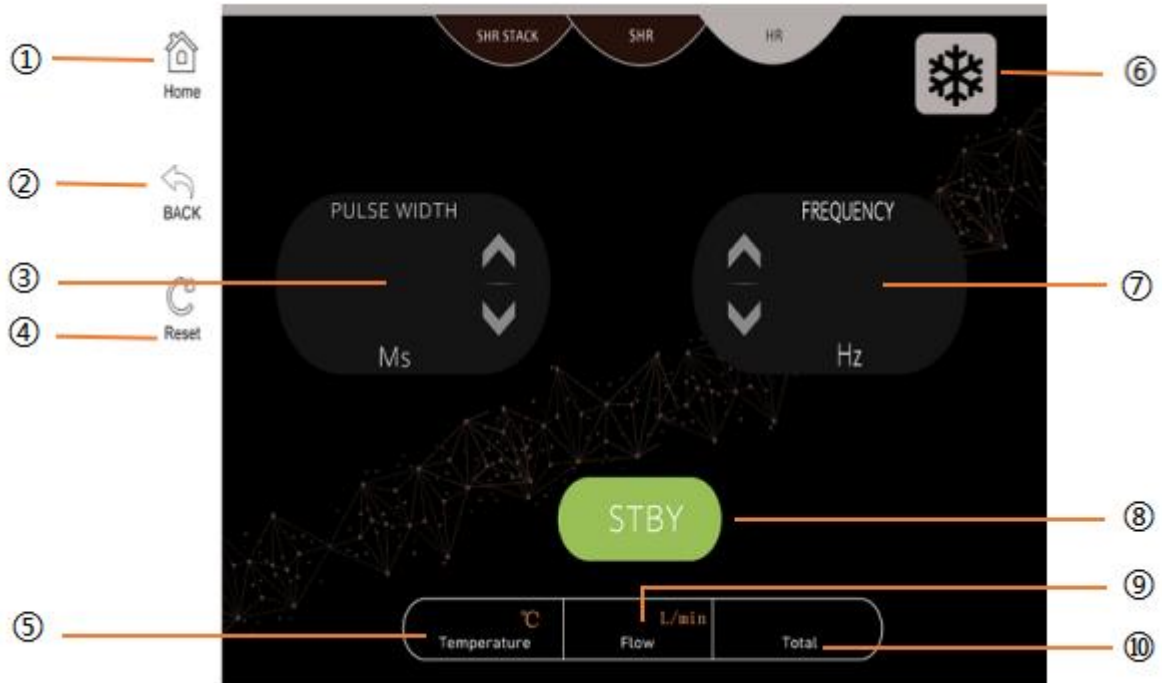 SHR STACK SHR HR
① Home ⑥
② BACK
PULSE WIDTH FREQUENCY
③ ⑦
④ Reset
Ms Hz
STBY ⑧
⑨
⑤ ℃ L/min
Temperature Flow Total ⑩